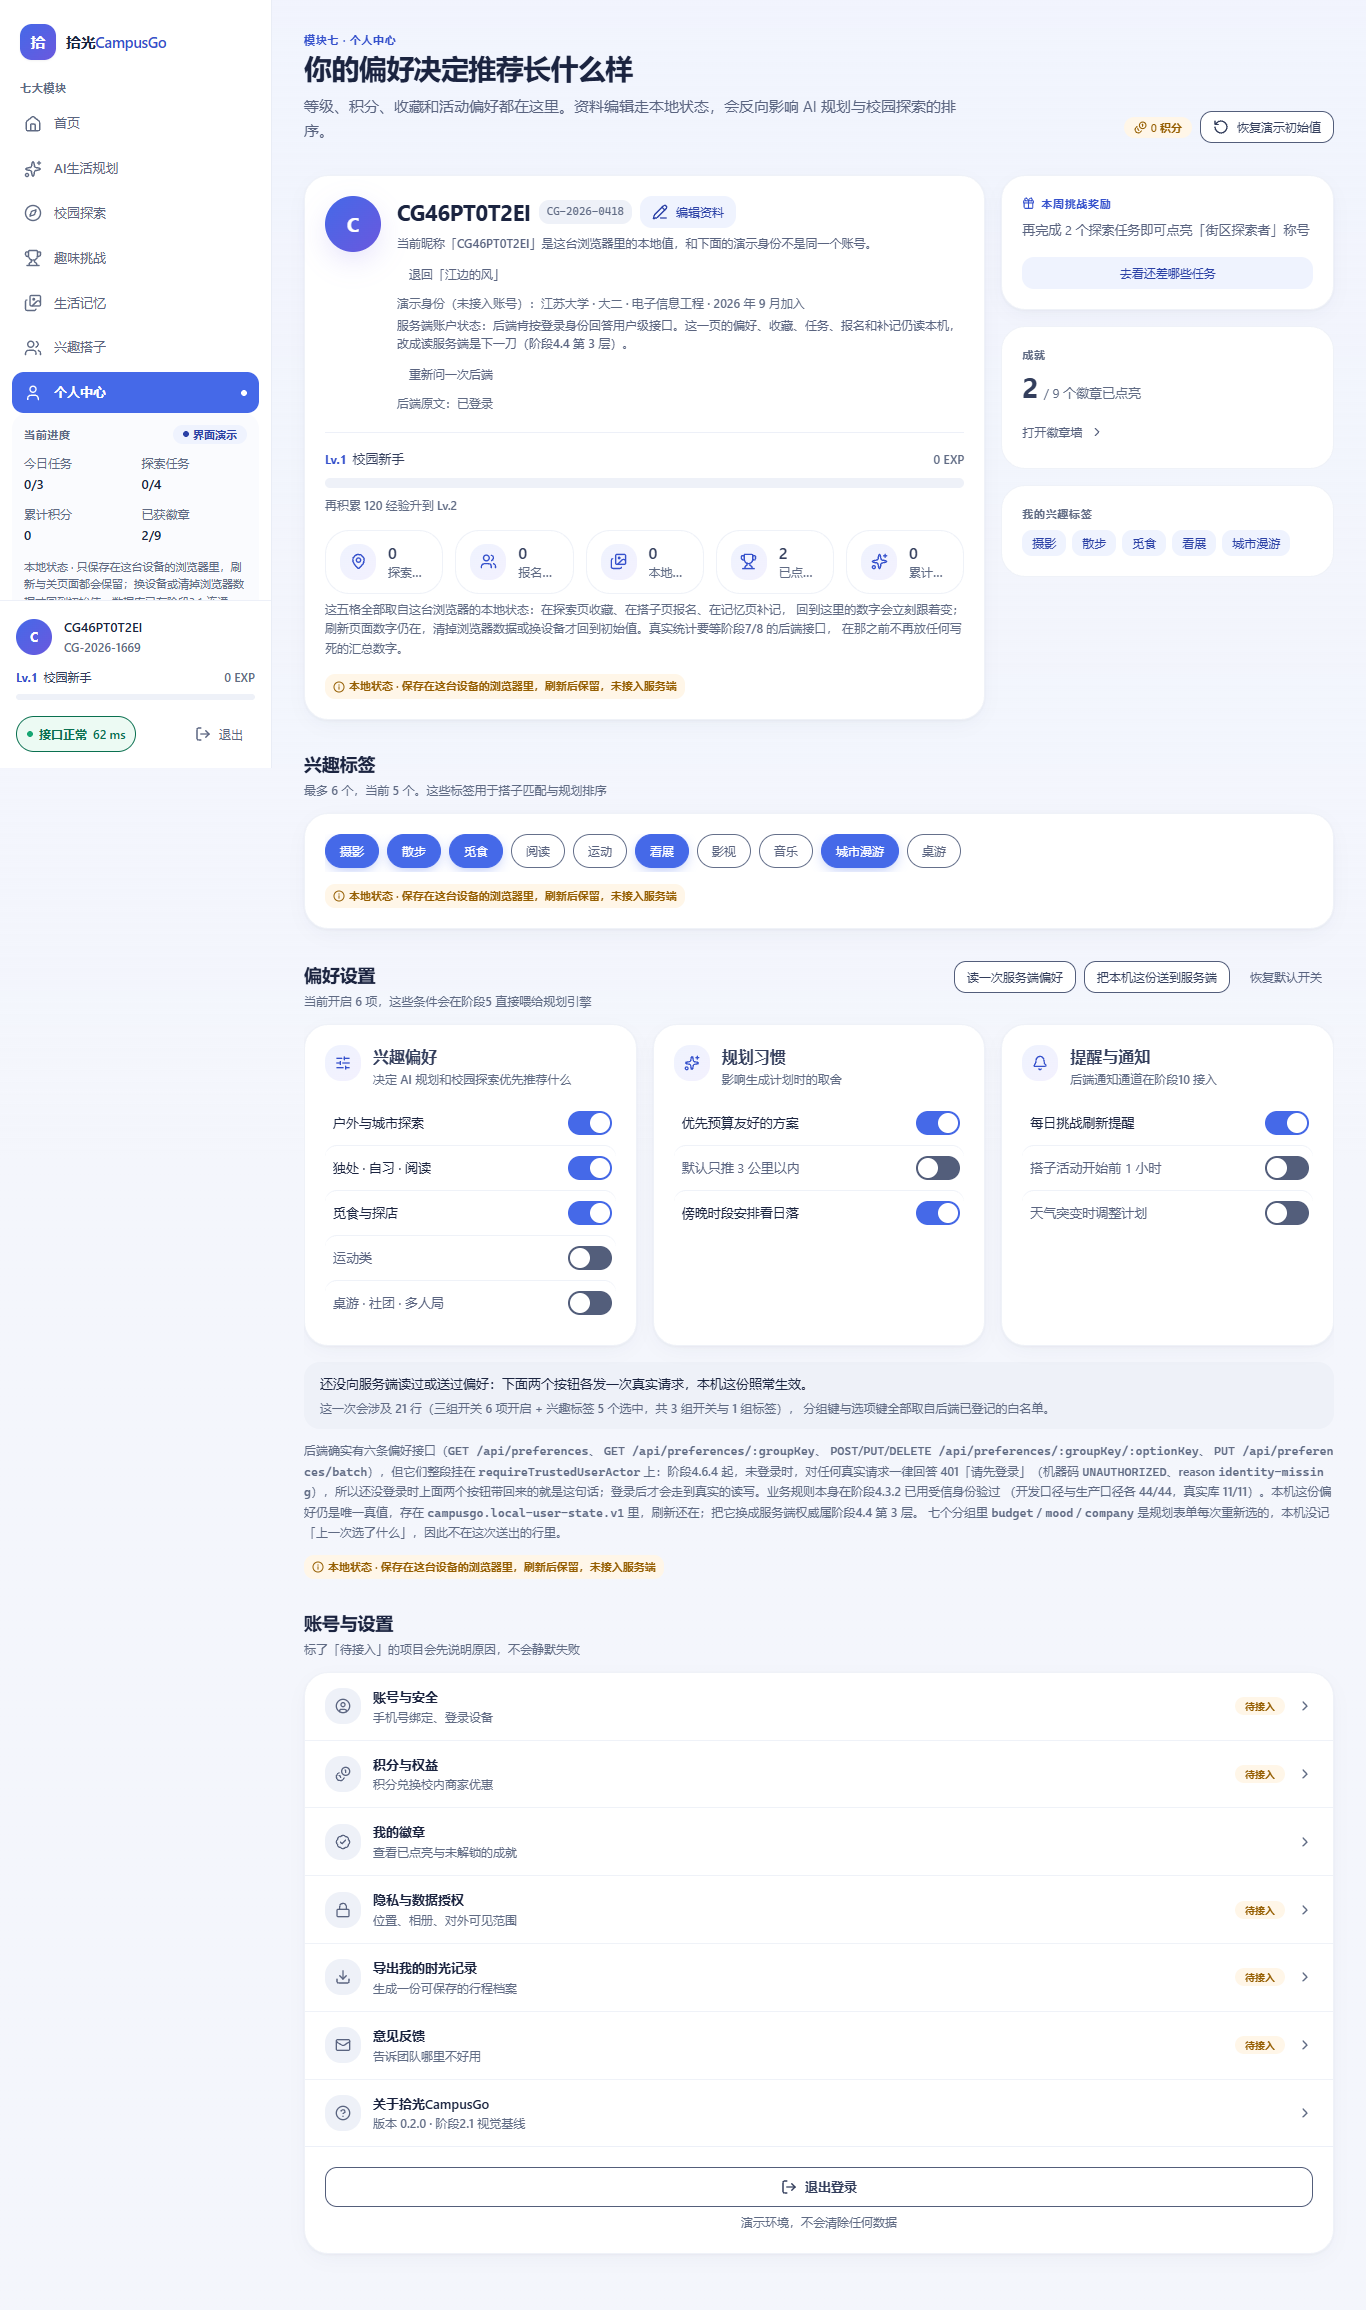 拾
拾光CampusGo
七大模块
首页
AI生活规划
校园探索
趣味挑战
生活记忆
兴趣搭子
个人中心
当前进度
界面演示
今日任务
探索任务
0/3
0/4
累计积分
已获徽章
0
2/9
本地状态 · 只保存在这台设备的浏览器里，刷
新与关页面都会保留；换设备或清掉浏览器数
C
CG46PT0T2EI
CG-2026-1669
Lv.1 校园新手
0 EXP
接口正常 62 ms
退出
模块七 · 个人中心
你的偏好决定推荐长什么样
等级、积分、收藏和活动偏好都在这里。资料编辑走本地状态，会反向影响 AI 规划与校园探索的排
序。
0 积分
恢复演示初始值
C
CG46PT0T2EI
CG-2026-0418
编辑资料
当前昵称「CG46PT0T2EI」是这台浏览器里的本地值，和下面的演示身份不是同一个账号。
退回「江边的风」
演示身份（未接入账号）：江苏大学 · 大二 · 电子信息工程 · 2026 年 9 月加入
服务端账户状态：后端肯按登录身份回答用户级接口。这一页的偏好、收藏、任务、报名和补记仍读本机，
改成读服务端是下一刀（阶段4.4 第 3 层）。
重新问一次后端
后端原文：已登录
Lv.1 校园新手
0 EXP
再积累 120 经验升到 Lv.2
0
探索...
0
报名...
0
本地...
2
已点...
0
累计...
这五格全部取自这台浏览器的本地状态：在探索页收藏、在搭子页报名、在记忆页补记， 回到这里的数字会立刻跟着变；
刷新页面数字仍在，清掉浏览器数据或换设备才回到初始值。真实统计要等阶段7/8 的后端接口， 在那之前不再放任何写
死的汇总数字。
本地状态 · 保存在这台设备的浏览器里，刷新后保留，未接入服务端
本周挑战奖励
再完成 2 个探索任务即可点亮「街区探索者」称号
去看还差哪些任务
成就
2 / 9 个徽章已点亮
打开徽章墙
我的兴趣标签
摄影
散步
觅食
看展
城市漫游
兴趣标签
最多 6 个，当前 5 个。这些标签用于搭子匹配与规划排序
摄影
散步
觅食
阅读
运动
看展
影视
音乐
城市漫游
桌游
本地状态 · 保存在这台设备的浏览器里，刷新后保留，未接入服务端
偏好设置
当前开启 6 项，这些条件会在阶段5 直接喂给规划引擎
读一次服务端偏好
把本机这份送到服务端
恢复默认开关
兴趣偏好
决定 AI 规划和校园探索优先推荐什么
户外与城市探索
独处 · 自习 · 阅读
觅食与探店
运动类
桌游 · 社团 · 多人局
规划习惯
影响生成计划时的取舍
优先预算友好的方案
默认只推 3 公里以内
傍晚时段安排看日落
提醒与通知
后端通知通道在阶段10 接入
每日挑战刷新提醒
搭子活动开始前 1 小时
天气突变时调整计划
还没向服务端读过或送过偏好：下面两个按钮各发一次真实请求，本机这份照常生效。
这一次会涉及 21 行（三组开关 6 项开启 + 兴趣标签 5 个选中，共 3 组开关与 1 组标签）， 分组键与选项键全部取自后端已登记的白名单。
后端确实有六条偏好接口（GET /api/preferences、 GET /api/preferences/:groupKey、 POST/PUT/DELETE /api/preferences/:groupKey/:optionKey、 PUT /api/preferen
ces/batch），但它们整段挂在 requireTrustedUserActor 上：阶段4.6.4 起，未登录时，对任何真实请求一律回答 401「请先登录」（机器码 UNAUTHORIZED、reason identity-missin
g），所以还没登录时上面两个按钮带回来的就是这句话；登录后才会走到真实的读写。业务规则本身在阶段4.3.2 已用受信身份验过 （开发口径与生产口径各 44/44，真实库 11/11）。本机这份偏
好仍是唯一真值，存在 campusgo.local-user-state.v1 里，刷新还在；把它换成服务端权威属阶段4.4 第 3 层。 七个分组里 budget / mood / company 是规划表单每次重新选的，本机没记
「上一次选了什么」，因此不在这次送出的行里。
本地状态 · 保存在这台设备的浏览器里，刷新后保留，未接入服务端
账号与设置
标了「待接入」的项目会先说明原因，不会静默失败
账号与安全
手机号绑定、登录设备
待接入
积分与权益
积分兑换校内商家优惠
待接入
我的徽章
查看已点亮与未解锁的成就
隐私与数据授权
位置、相册、对外可见范围
待接入
导出我的时光记录
生成一份可保存的行程档案
待接入
意见反馈
告诉团队哪里不好用
待接入
关于拾光CampusGo
版本 0.2.0 · 阶段2.1 视觉基线
退出登录
演示环境，不会清除任何数据